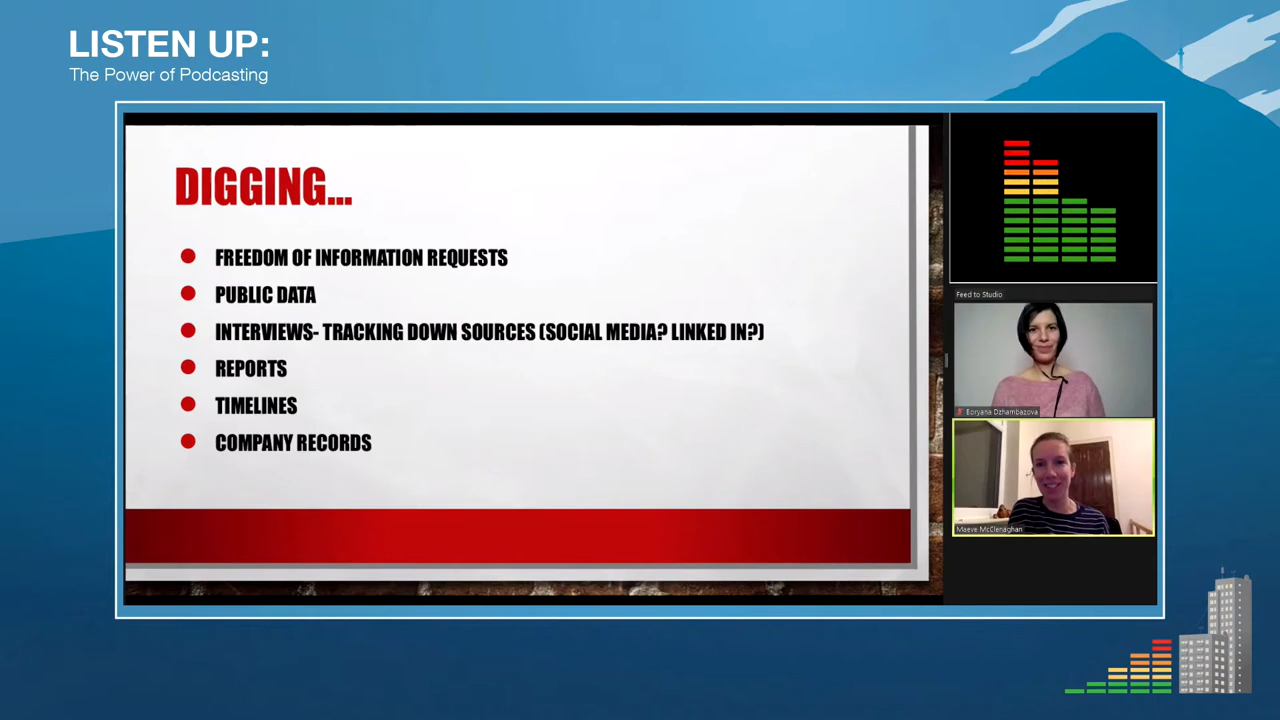 LISTEN UP:
The Power of Podcasting
DIGGING...
FREEDOM OF INFORMATION REQUESTS
PUBLIC DATA
INTERVIEWS- TRACKING DOWN SOURCES (SOCIAL MEDIA? LINKED IN?)
REPORTS
TIMELINES
COMPANY RECORDS
Feed to Studio
Boryana Dzhambazova
Maeve McClenaghan